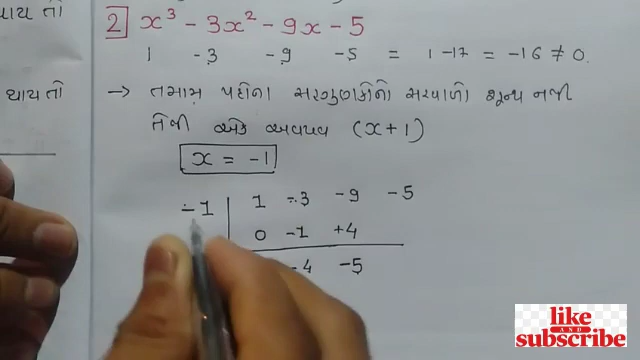 થાય તો
થાય તો
2 x³ - 3x² - 9x - 5
1 -3 -9 -5 = 1 - 17 = -16 ≠ 0.
→ તમામ પદોના સહગુણકોનો સરવાળો શૂન્ય નથી
તેથી એક અવયવ (x+1)
x = -1
-1 | 1 -3 -9 -5
0 -1 +4
-4 -5
like
AND
subscribe